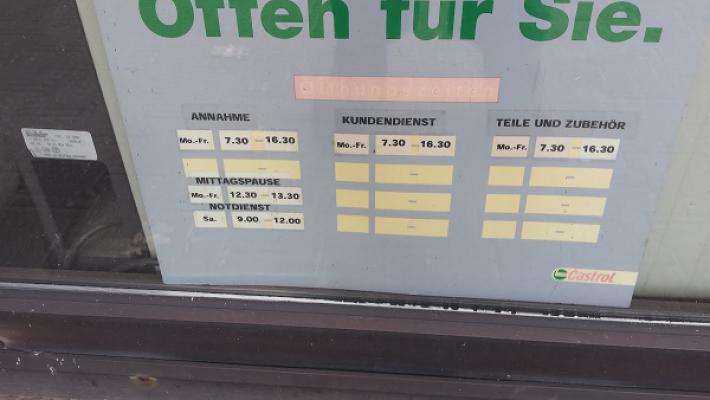 Offen für Sie.
Öffnungszeiten
ANNAHME
Mo.-Fr. 7.30 – 16.30
–
MITTAGSPAUSE
Mo.-Fr. 12.30 – 13.30
NOTDIENST
Sa. 9.00 – 12.00
KUNDENDIENST
Mo.-Fr. 7.30 – 16.30
–
–
–
TEILE UND ZUBEHÖR
Mo.-Fr. 7.30 – 16.30
–
–
–
Castrol